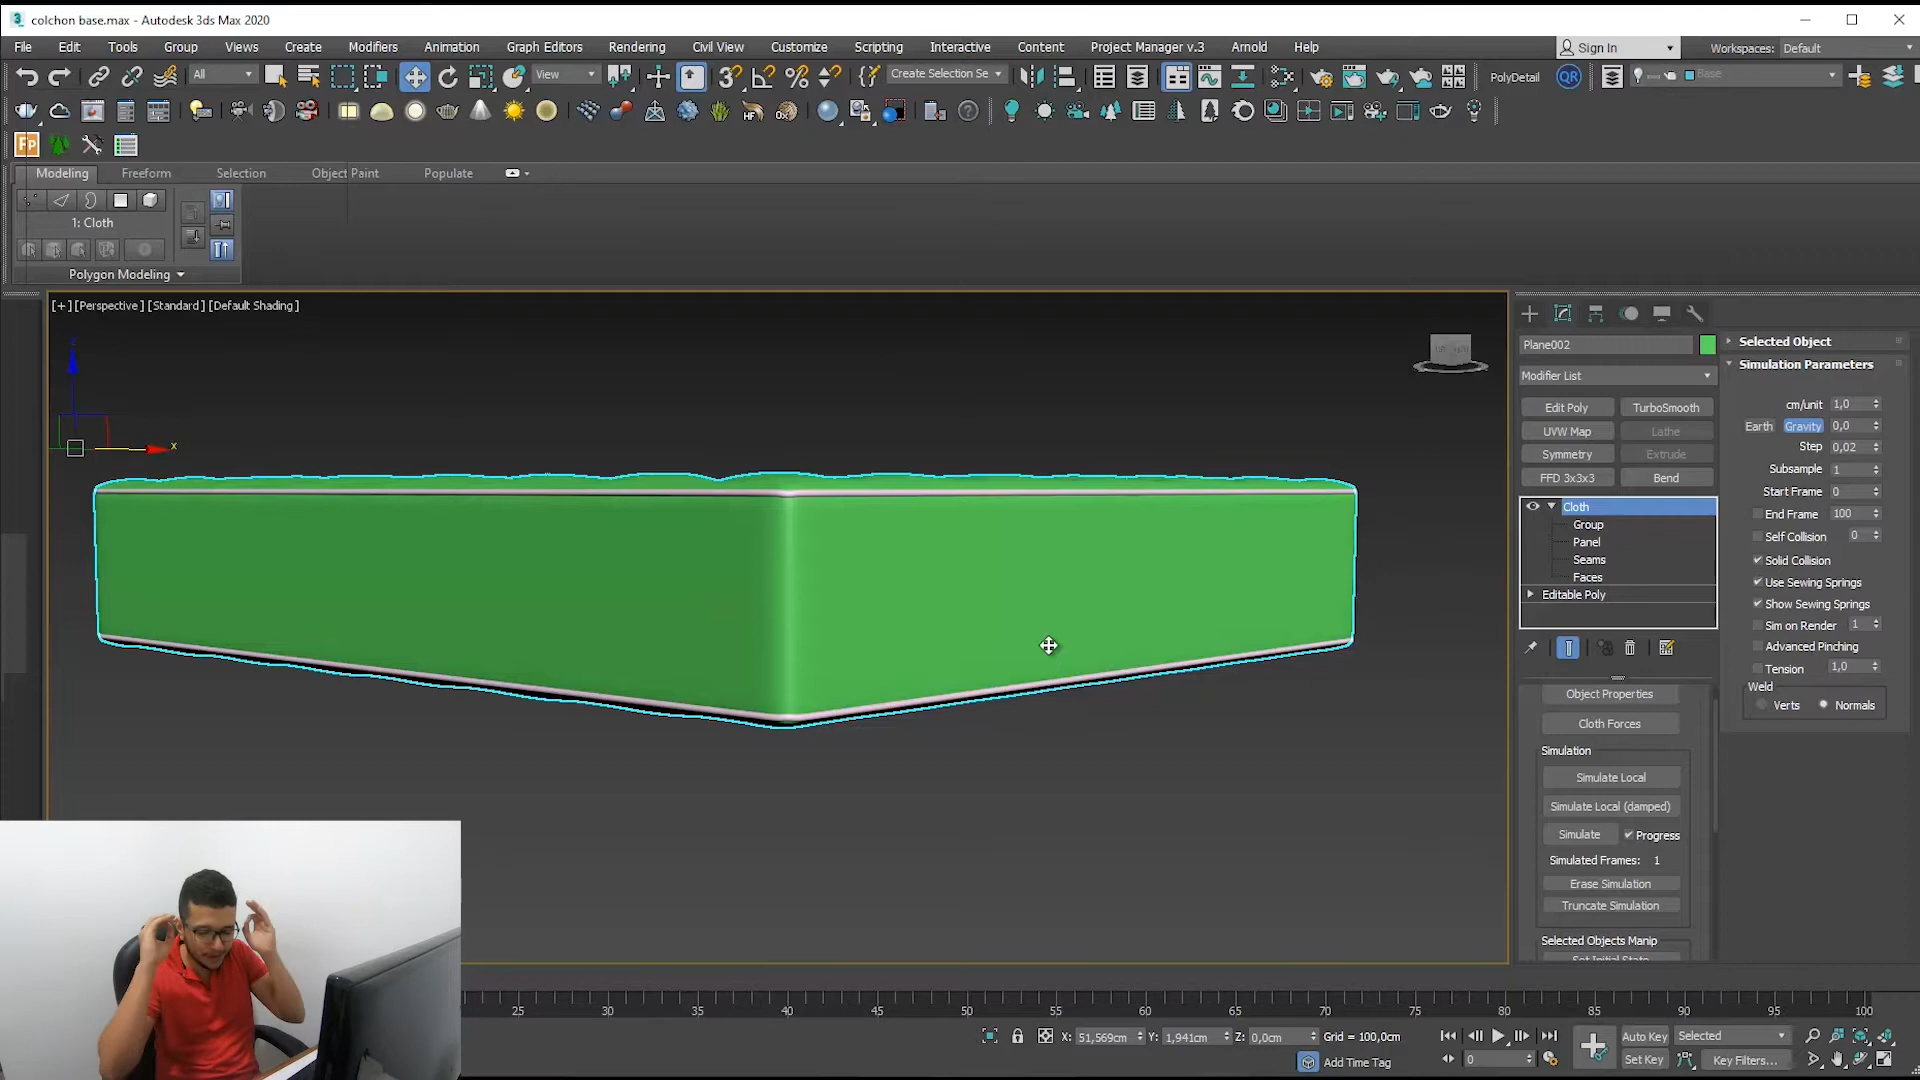 colchon base.max - Autodesk 3ds Max 2020
File Edit Tools Group Views Create Modifiers Animation Graph Editors Rendering Civil View Customize Scripting Interactive Content Project Manager v.3 Arnold Help Sign In Workspaces: Default
All View Create Selection Se PolyDetail QR Base
HF Ox
FP
Modeling Freeform Selection Object Paint Populate
1: Cloth
Polygon Modeling
[+] [Perspective] [Standard] [Default Shading]
z
x
Plane002
Modifier List
Edit Poly TurboSmooth
UVW Map Lathe
Symmetry Extrude
FFD 3x3x3 Bend
Cloth
Group
Panel
Seams
Faces
Editable Poly
Object Properties
Cloth Forces
Simulation
Simulate Local
Simulate Local (damped)
Simulate Progress
Simulated Frames: 1
Erase Simulation
Truncate Simulation
Selected Objects Manip
Set Initial State
Selected Object
Simulation Parameters
cm/unit 1,0
Earth Gravity 0,0
Step 0,02
Subsample 1
Start Frame 0
End Frame 100
Self Collision 0
Solid Collision
Use Sewing Springs
Show Sewing Springs
Sim on Render 1
Advanced Pinching
Tension 1,0
Weld
Verts Normals
25 30 35 40 45 50 55 60 65 70 75 80 85 90 95 100
X: 51,569cm Y: 1,941cm Z: 0,0cm Grid = 100,0cm
Add Time Tag
0
Auto Key Selected
Set Key Key Filters...